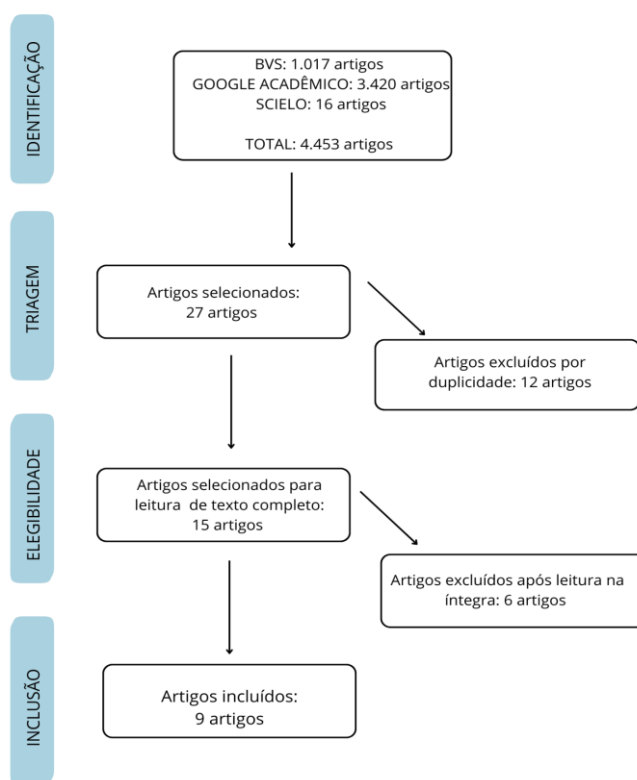 IDENTIFICAÇÃO
BVS: 1.017 artigos
GOOGLE ACADÊMICO: 3.420 artigos
SCIELO: 16 artigos
TOTAL: 4.453 artigos
TRIAGEM
Artigos selecionados:
27 artigos
Artigos excluídos por
duplicidade: 12 artigos
ELEGIBILIDADE
Artigos selecionados para
leitura de texto completo:
15 artigos
Artigos excluídos após leitura na
íntegra: 6 artigos
INCLUSÃO
Artigos incluídos:
9 artigos